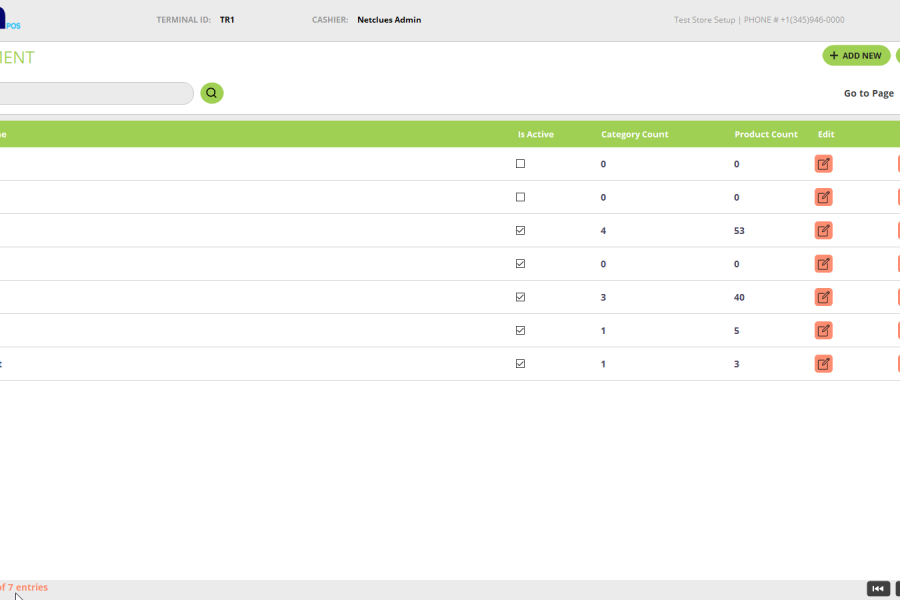 POS
TERMINAL ID: TR1 CASHIER: Netclues Admin Test Store Setup | PHONE # +1(345)946-0000
MENT
+ ADD NEW
Go to Page
Is Active Category Count Product Count Edit
0 0
0 0
4 53
0 0
3 40
1 5
1 3
of 7 entries